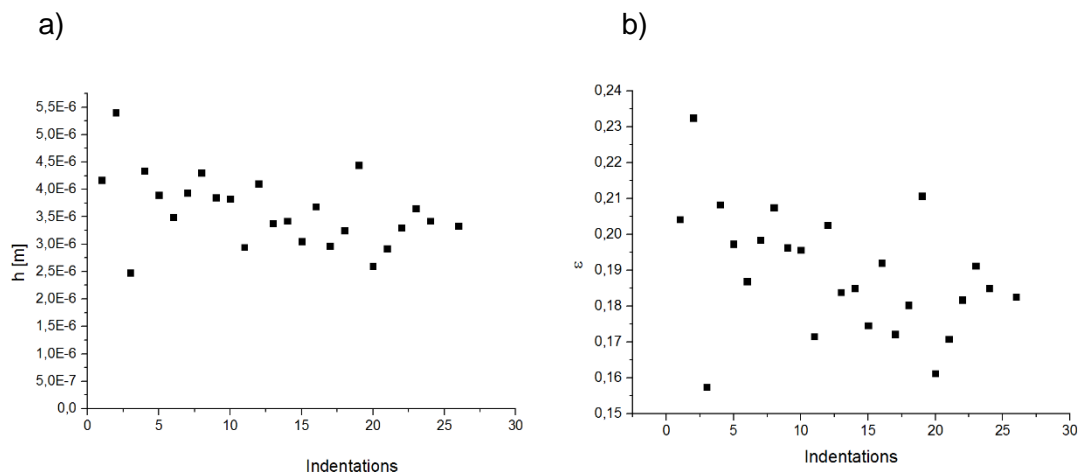 a)
h [m]
5,5E-6
5,0E-6
4,5E-6
4,0E-6
3,5E-6
3,0E-6
2,5E-6
2,0E-6
1,5E-6
1,0E-6
5,0E-7
0,0
0 5 10 15 20 25 30
Indentations
b)
ε
0,24
0,23
0,22
0,21
0,20
0,19
0,18
0,17
0,16
0,15
0 5 10 15 20 25 30
Indentations